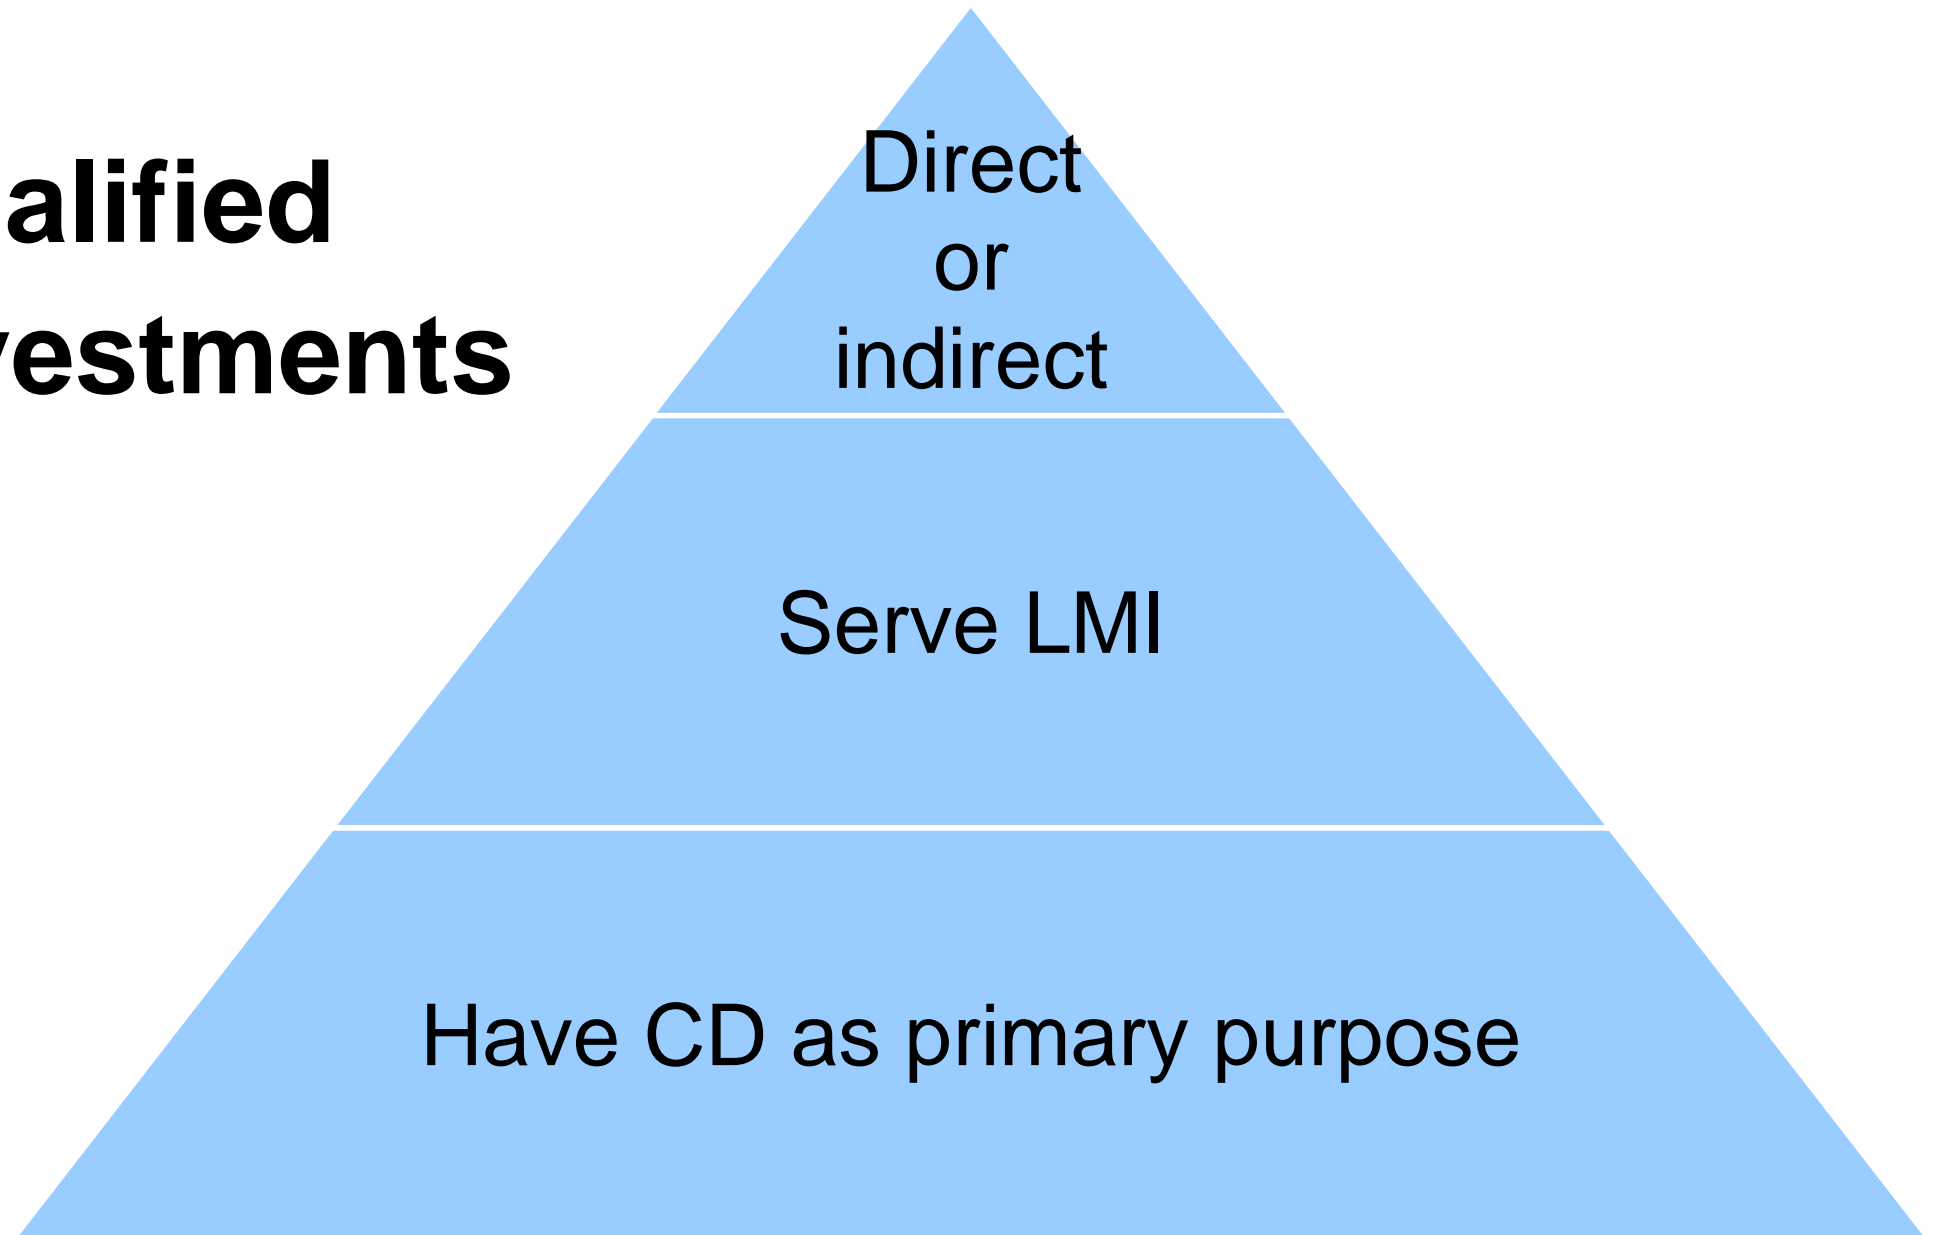 alified
vestments
Direct
or
indirect
Serve LMI
Have CD as primary purpose